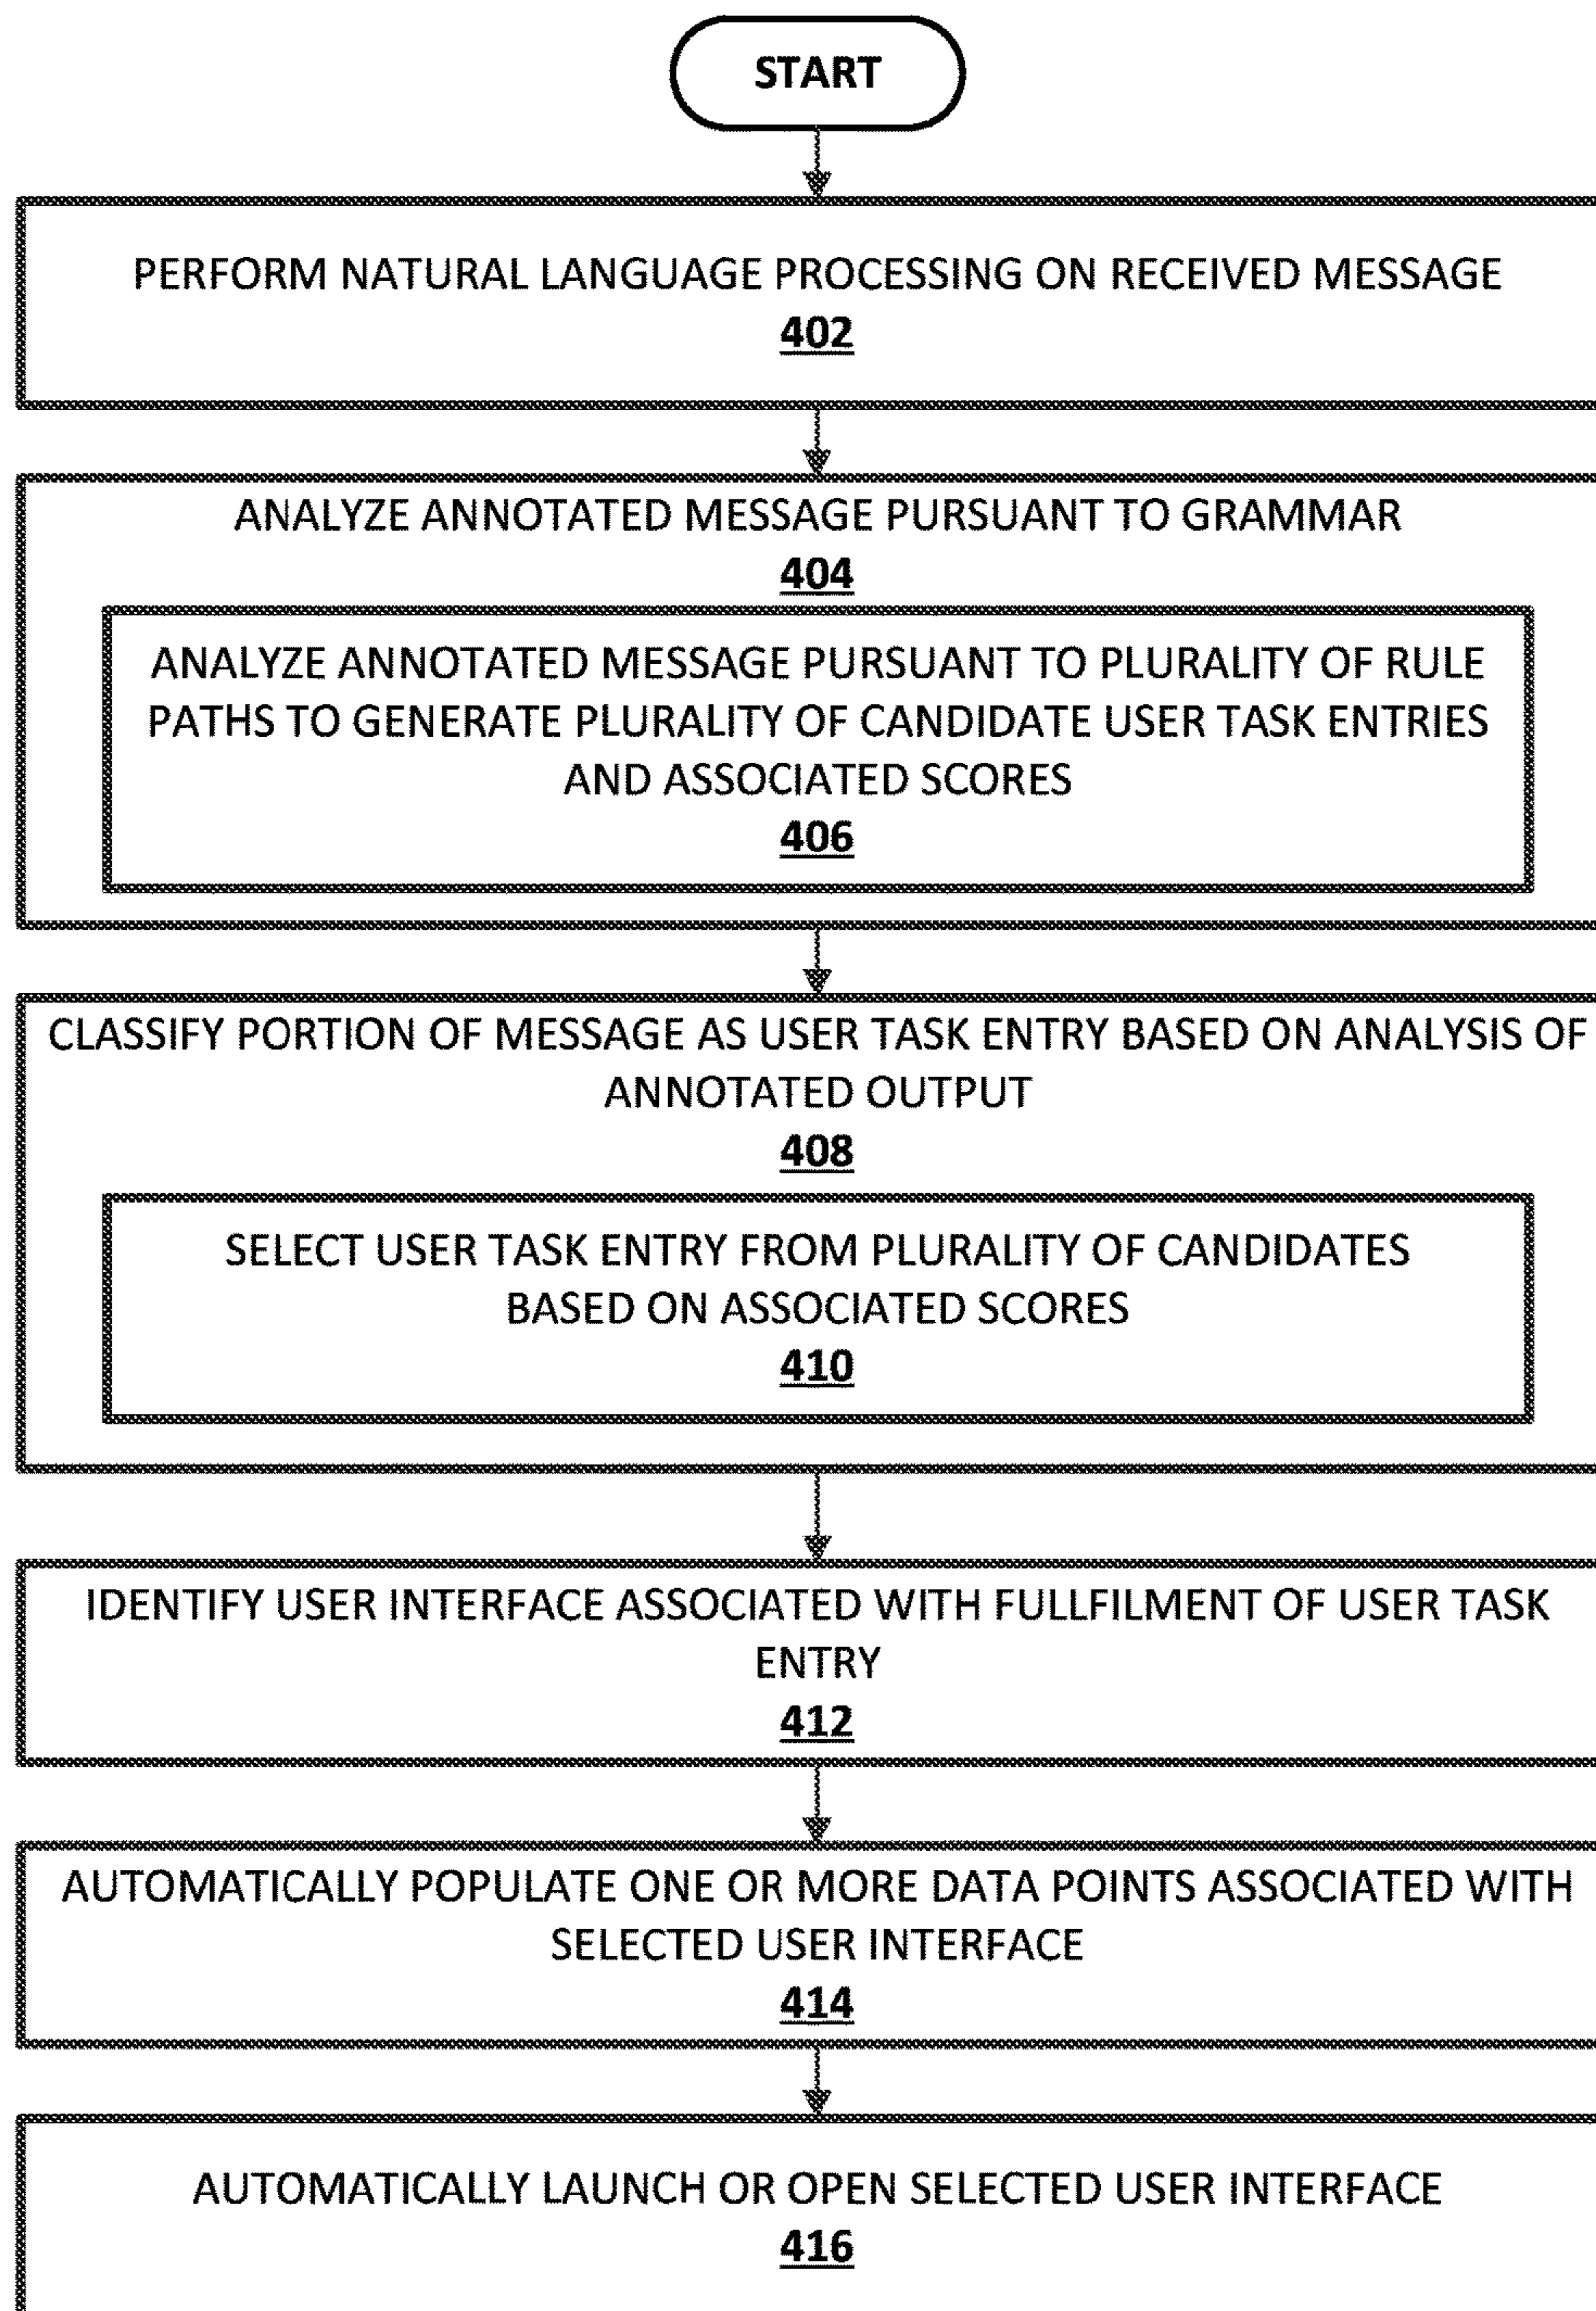 START
PERFORM NATURAL LANGUAGE PROCESSING ON RECEIVED MESSAGE
402
ANALYZE ANNOTATED MESSAGE PURSUANT TO GRAMMAR
404
ANALYZE ANNOTATED MESSAGE PURSUANT TO PLURALITY OF RULE
PATHS TO GENERATE PLURALITY OF CANDIDATE USER TASK ENTRIES
AND ASSOCIATED SCORES
406
CLASSIFY PORTION OF MESSAGE AS USER TASK ENTRY BASED ON ANALYSIS OF
ANNOTATED OUTPUT
408
SELECT USER TASK ENTRY FROM PLURALITY OF CANDIDATES
BASED ON ASSOCIATED SCORES
410
IDENTIFY USER INTERFACE ASSOCIATED WITH FULLFILMENT OF USER TASK
ENTRY
412
AUTOMATICALLY POPULATE ONE OR MORE DATA POINTS ASSOCIATED WITH
SELECTED USER INTERFACE
414
AUTOMATICALLY LAUNCH OR OPEN SELECTED USER INTERFACE
416